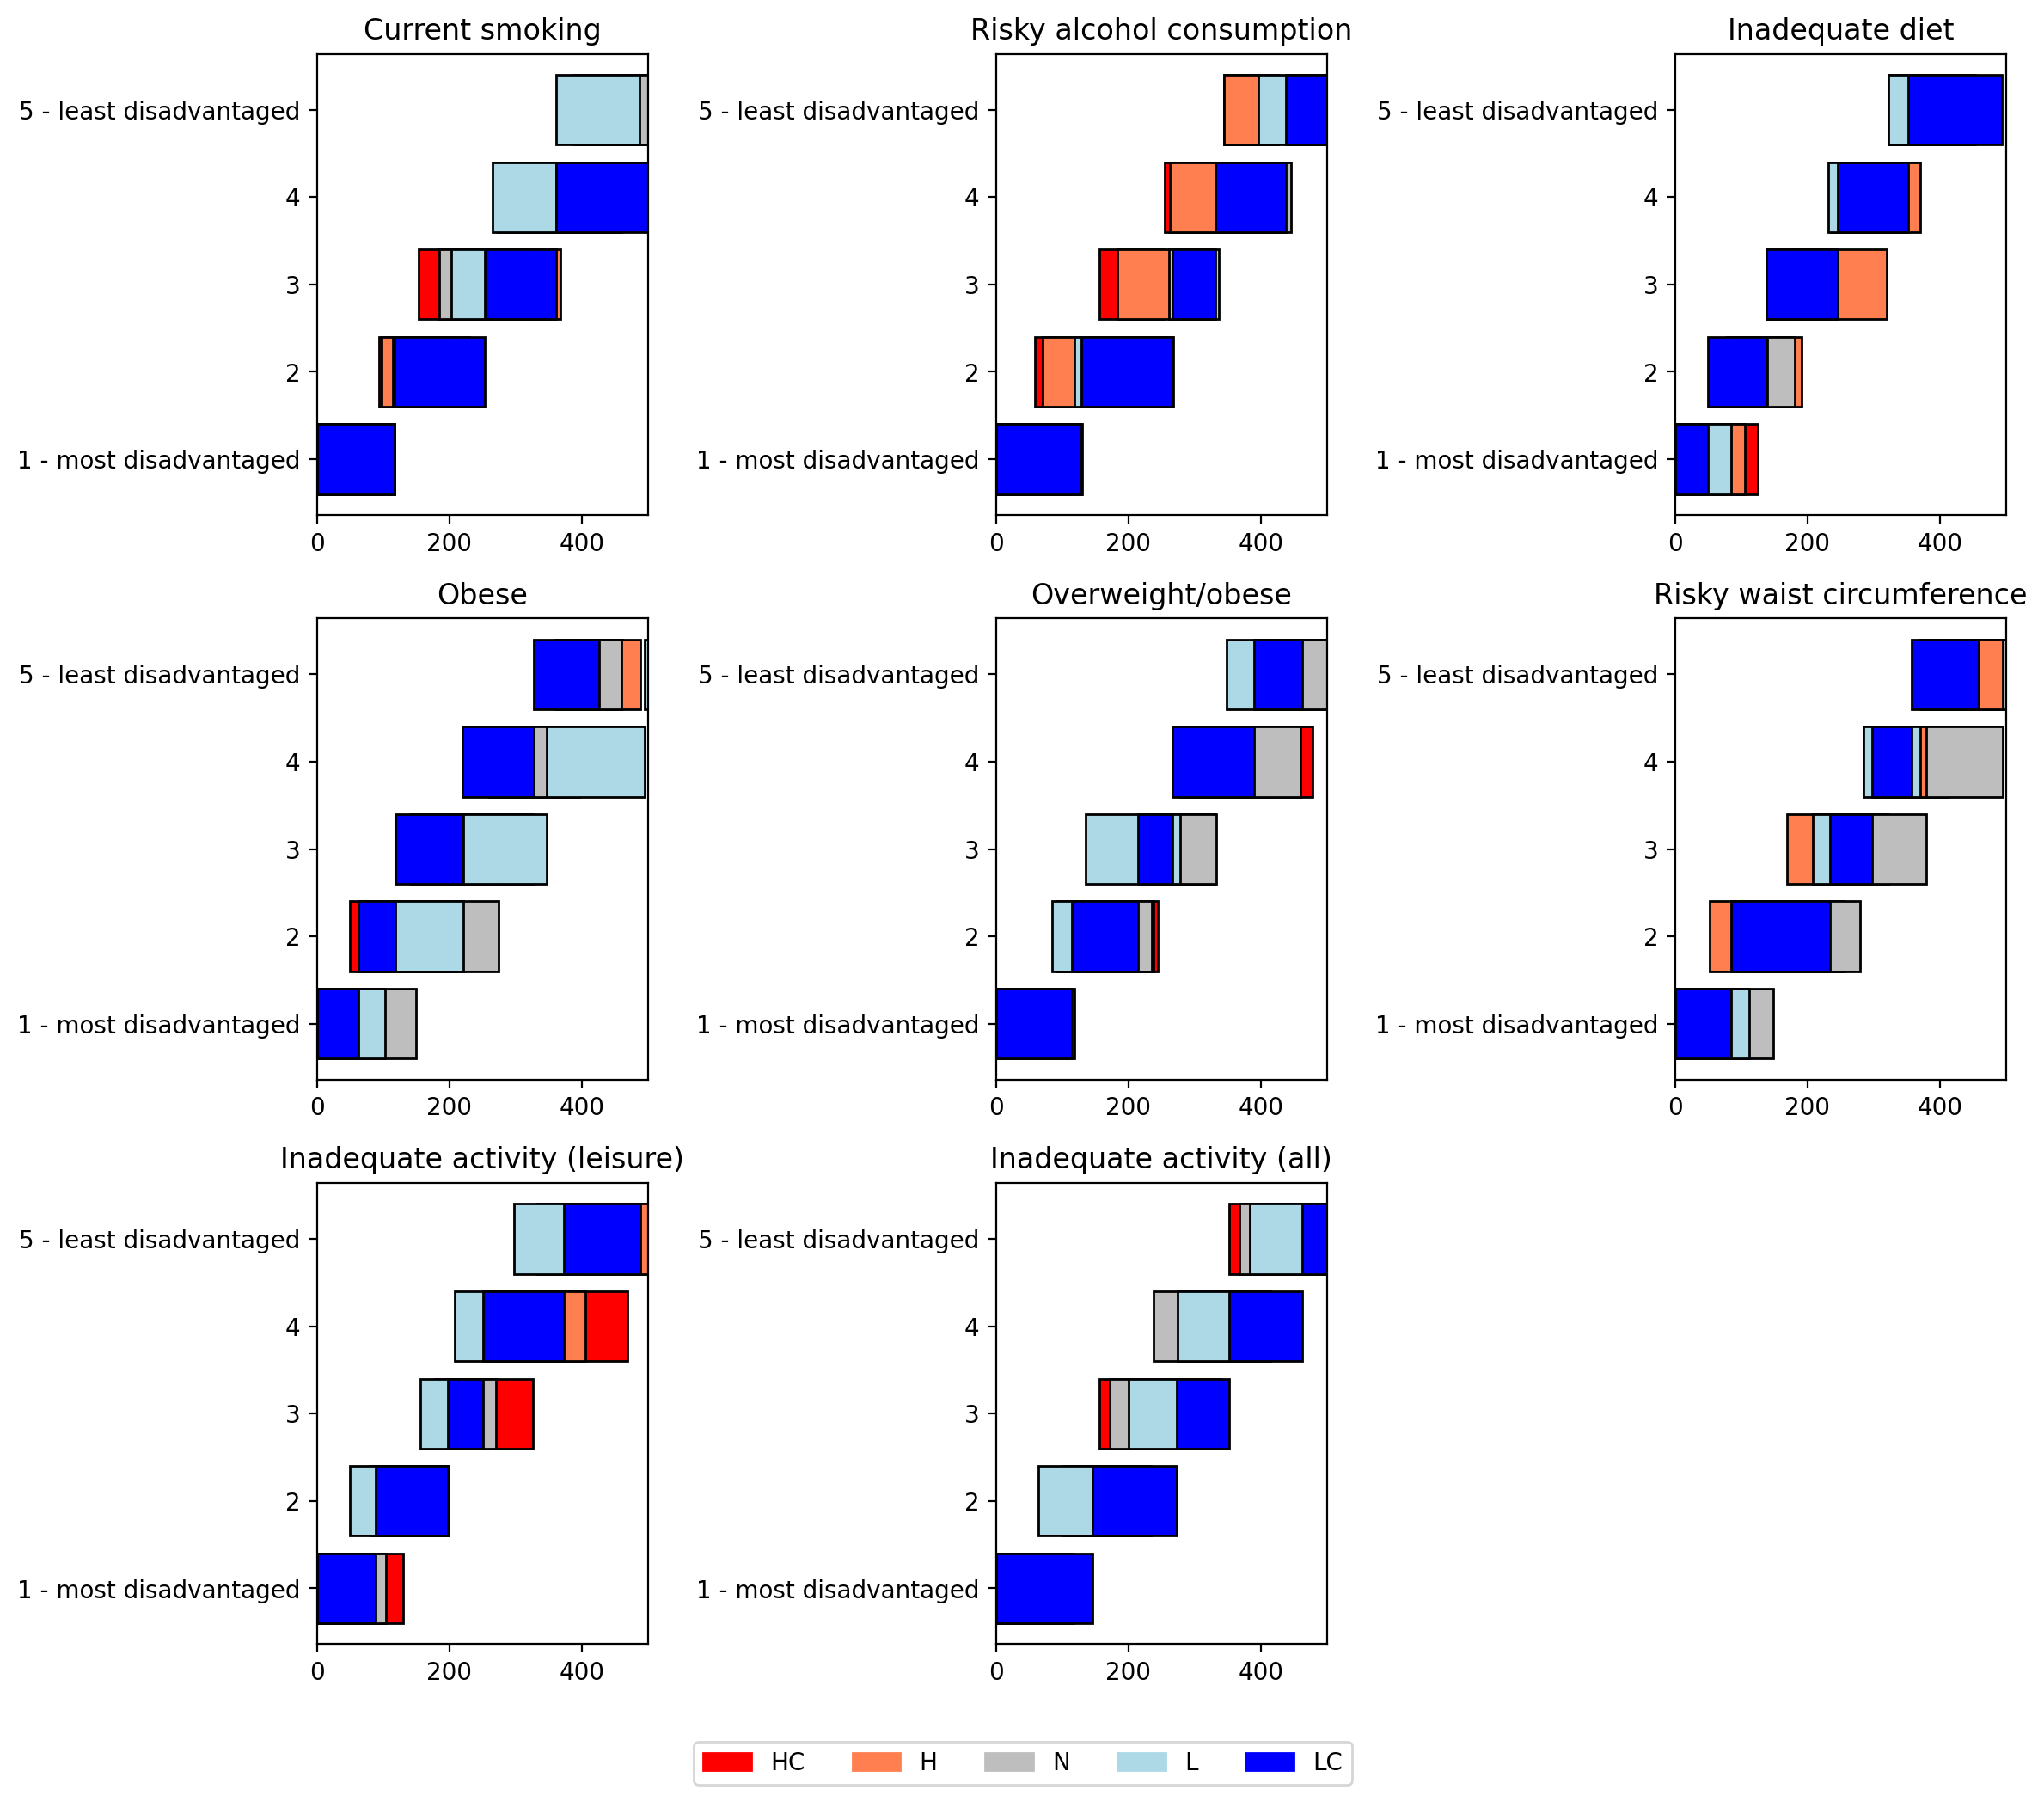 Current smoking
5 - least disadvantaged
4
3
2
1 - most disadvantaged
0 200 400
Risky alcohol consumption
5 - least disadvantaged
4
3
2
1 - most disadvantaged
0 200 400
Inadequate diet
5 - least disadvantaged
4
3
2
1 - most disadvantaged
0 200 400
Obese
5 - least disadvantaged
4
3
2
1 - most disadvantaged
0 200 400
Overweight/obese
5 - least disadvantaged
4
3
2
1 - most disadvantaged
0 200 400
Risky waist circumference
5 - least disadvantaged
4
3
2
1 - most disadvantaged
0 200 400
Inadequate activity (leisure)
5 - least disadvantaged
4
3
2
1 - most disadvantaged
0 200 400
Inadequate activity (all)
5 - least disadvantaged
4
3
2
1 - most disadvantaged
0 200 400
HC H N L LC